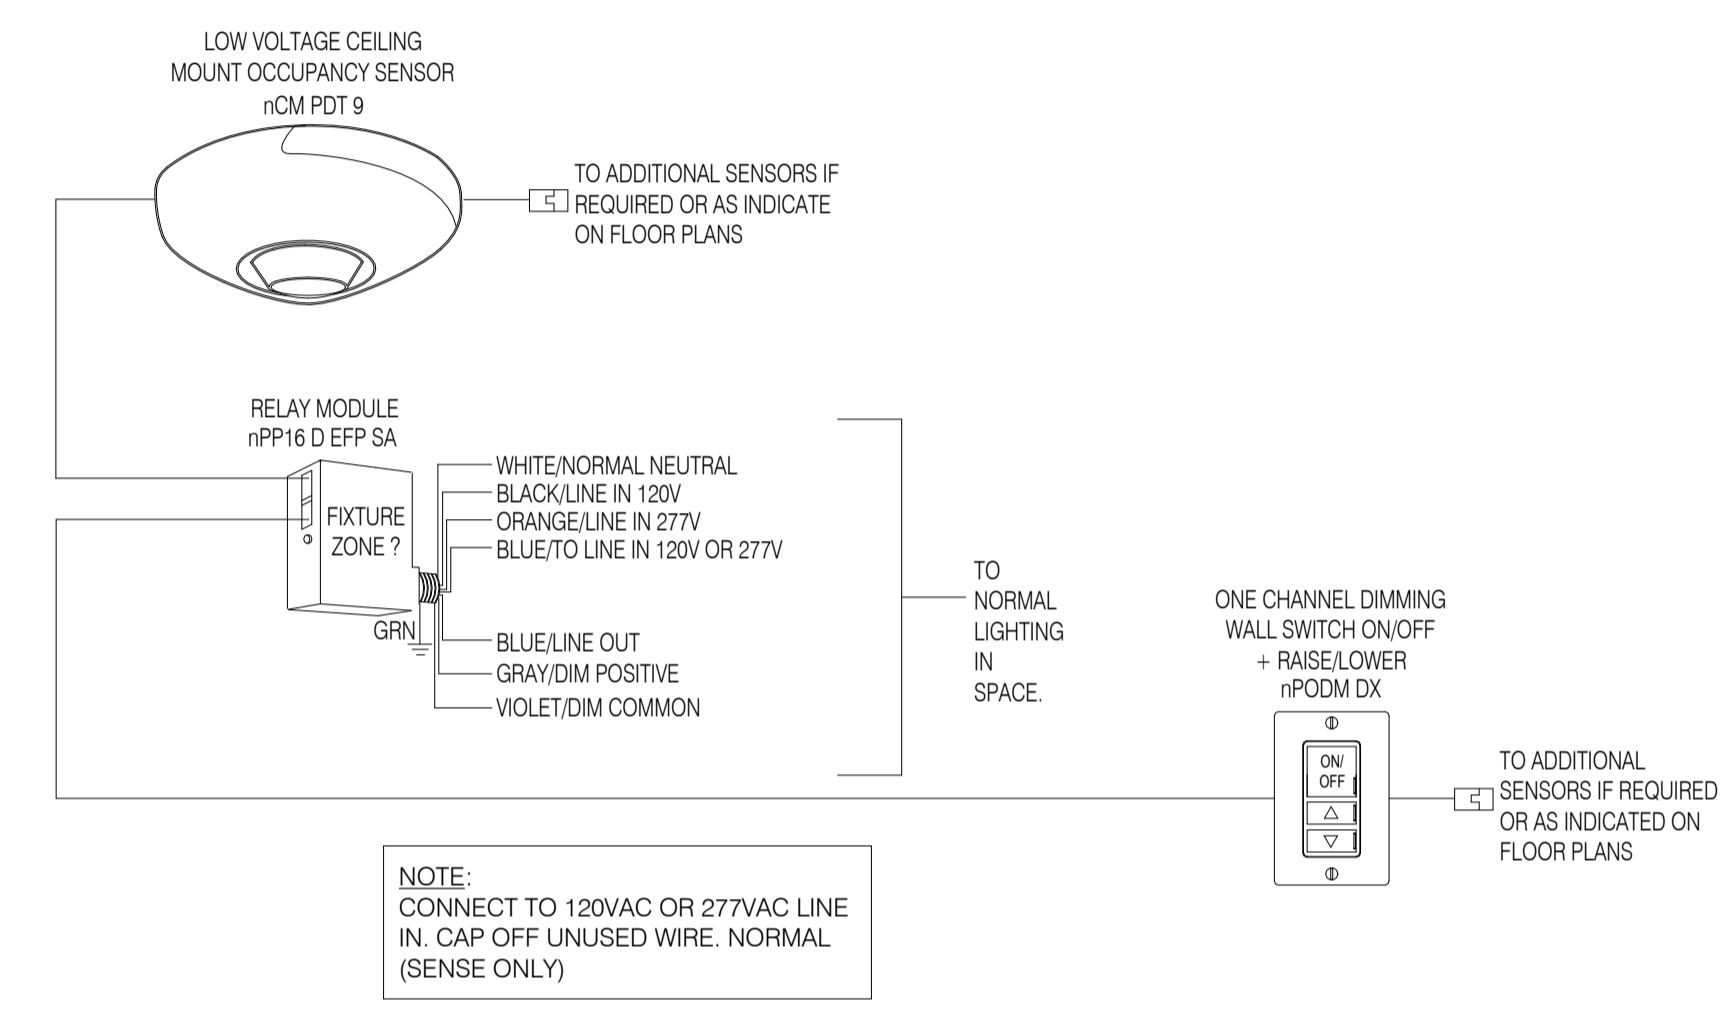 LOW VOLTAGE CEILING
MOUNT OCCUPANCY SENSOR
nCM PDT 9
TO ADDITIONAL SENSORS IF
REQUIRED OR AS INDICATE
ON FLOOR PLANS
RELAY MODULE
nPP16 D EFP SA
FIXTURE
ZONE ?
GRN
WHITE/NORMAL NEUTRAL
BLACK/LINE IN 120V
ORANGE/LINE IN 277V
BLUE/TO LINE IN 120V OR 277V
BLUE/LINE OUT
GRAY/DIM POSITIVE
VIOLET/DIM COMMON
TO
NORMAL
LIGHTING
IN
SPACE.
ONE CHANNEL DIMMING
WALL SWITCH ON/OFF
+ RAISE/LOWER
nPODM DX
ON/
OFF
TO ADDITIONAL
SENSORS IF REQUIRED
OR AS INDICATED ON
FLOOR PLANS
NOTE:
CONNECT TO 120VAC OR 277VAC LINE
IN. CAP OFF UNUSED WIRE. NORMAL
(SENSE ONLY)